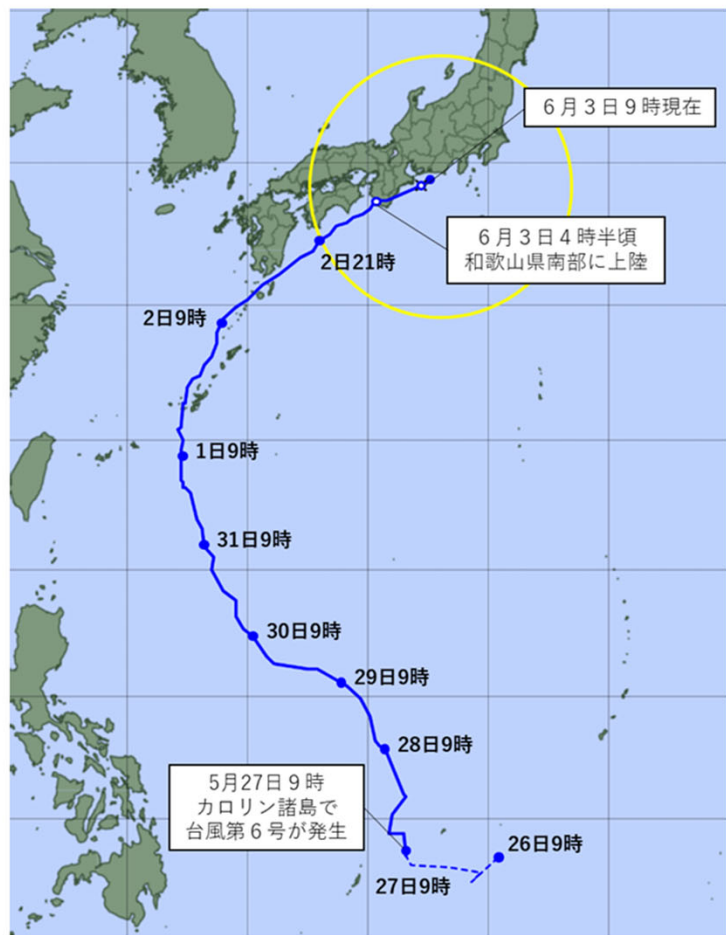 ６月３日９時現在
６月３日４時半頃
和歌山県南部に上陸
2日21時
2日9時
1日9時
31日9時
30日9時
29日9時
28日9時
5月27日９時
カロリン諸島で
台風第６号が発生
26日9時
27日9時